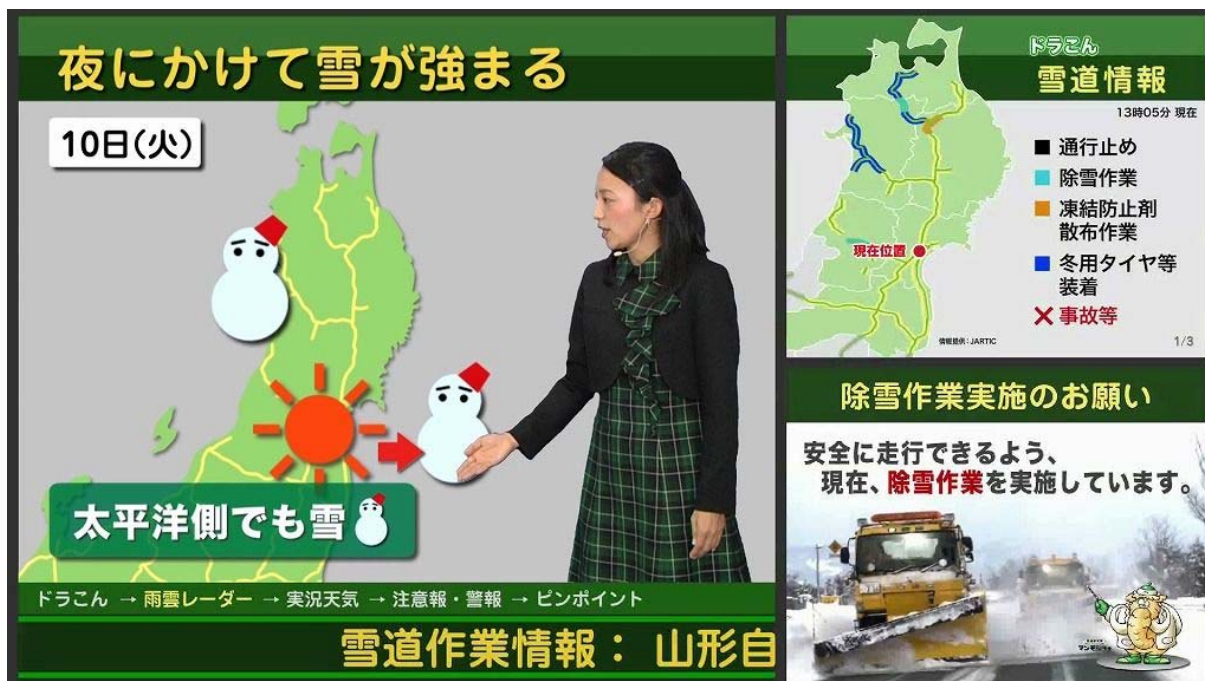 夜にかけて雪が強まる
10日(火)
太平洋側でも雪
ドラこん → 雨雲レーダー → 実況天気 → 注意報・警報 → ピンポイント
雪道作業情報： 山形自
ドラこん
雪道情報
13時05分 現在
通行止め
除雪作業
凍結防止剤
散布作業
冬用タイヤ等
装着
事故等
現在位置
情報提供：JARTIC
1/3
除雪作業実施のお願い
安全に走行できるよう、
現在、除雪作業を実施しています。